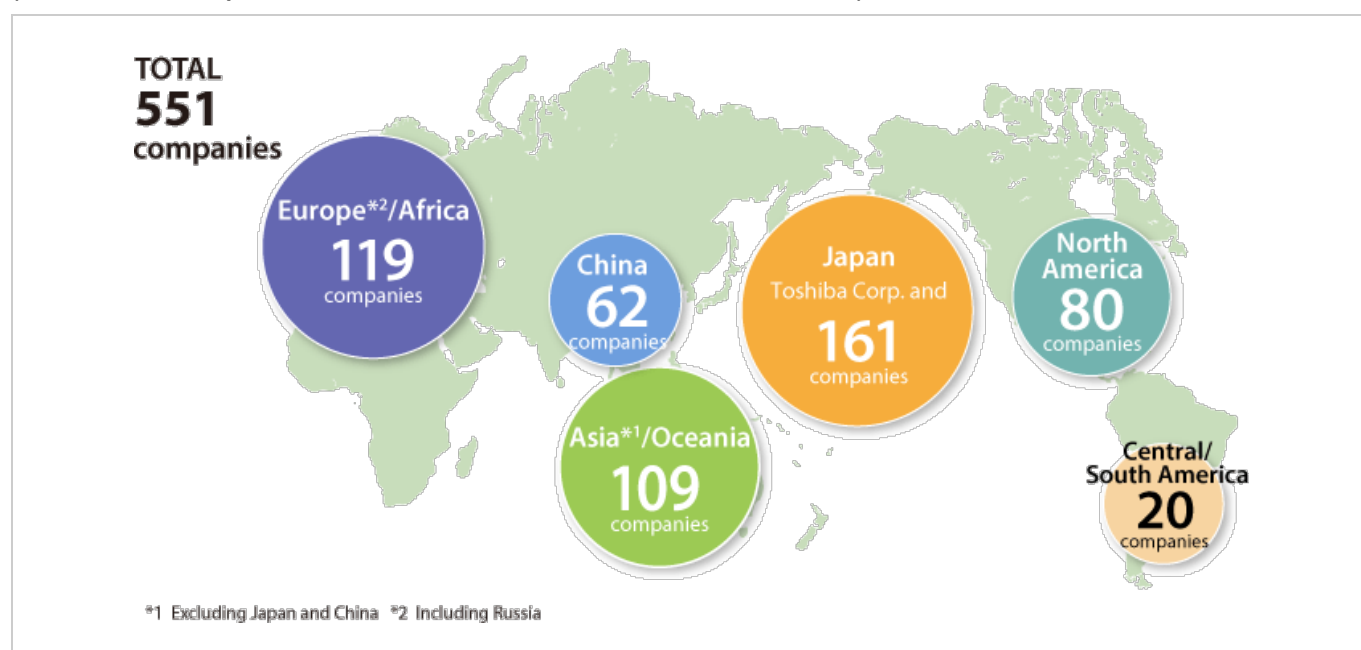 TOTAL
551
companies
Europe*2/Africa
119
companies
China
62
companies
Asia*1/Oceania
109
companies
Japan
Toshiba Corp. and
161
companies
North
America
80
companies
Central/
South America
20
companies
*1 Excluding Japan and China *2 Including Russia